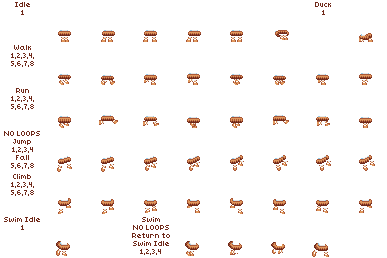 Idle
1
Duck
1
Walk
1,2,3,4,
5,6,7,8
Run
1,2,3,4,
5,6,7,8
NO LOOPS
Jump
1,2,3,4
Fall
5,6,7,8
Climb
1,2,3,4,
5,6,7,8
Swim Idle
1
Swim
NO LOOPS
Return to
Swim Idle
1,2,3,4